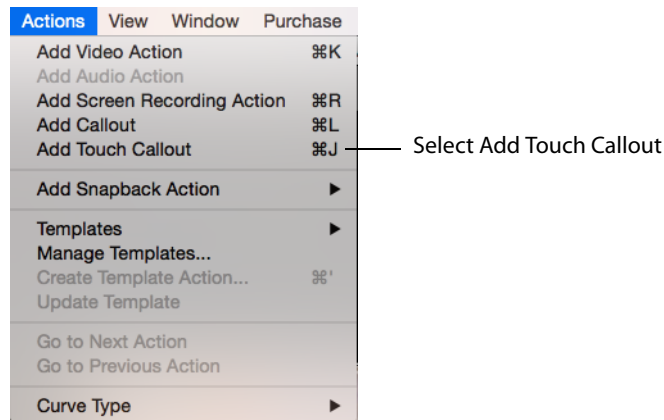 Actions View Window Purchase
Add Video Action ⌘K
Add Audio Action
Add Screen Recording Action ⌘R
Add Callout ⌘L
Add Touch Callout ⌘J
Select Add Touch Callout
Add Snapback Action ▶
Templates ▶
Manage Templates...
Create Template Action... ⌘'
Update Template
Go to Next Action
Go to Previous Action
Curve Type ▶